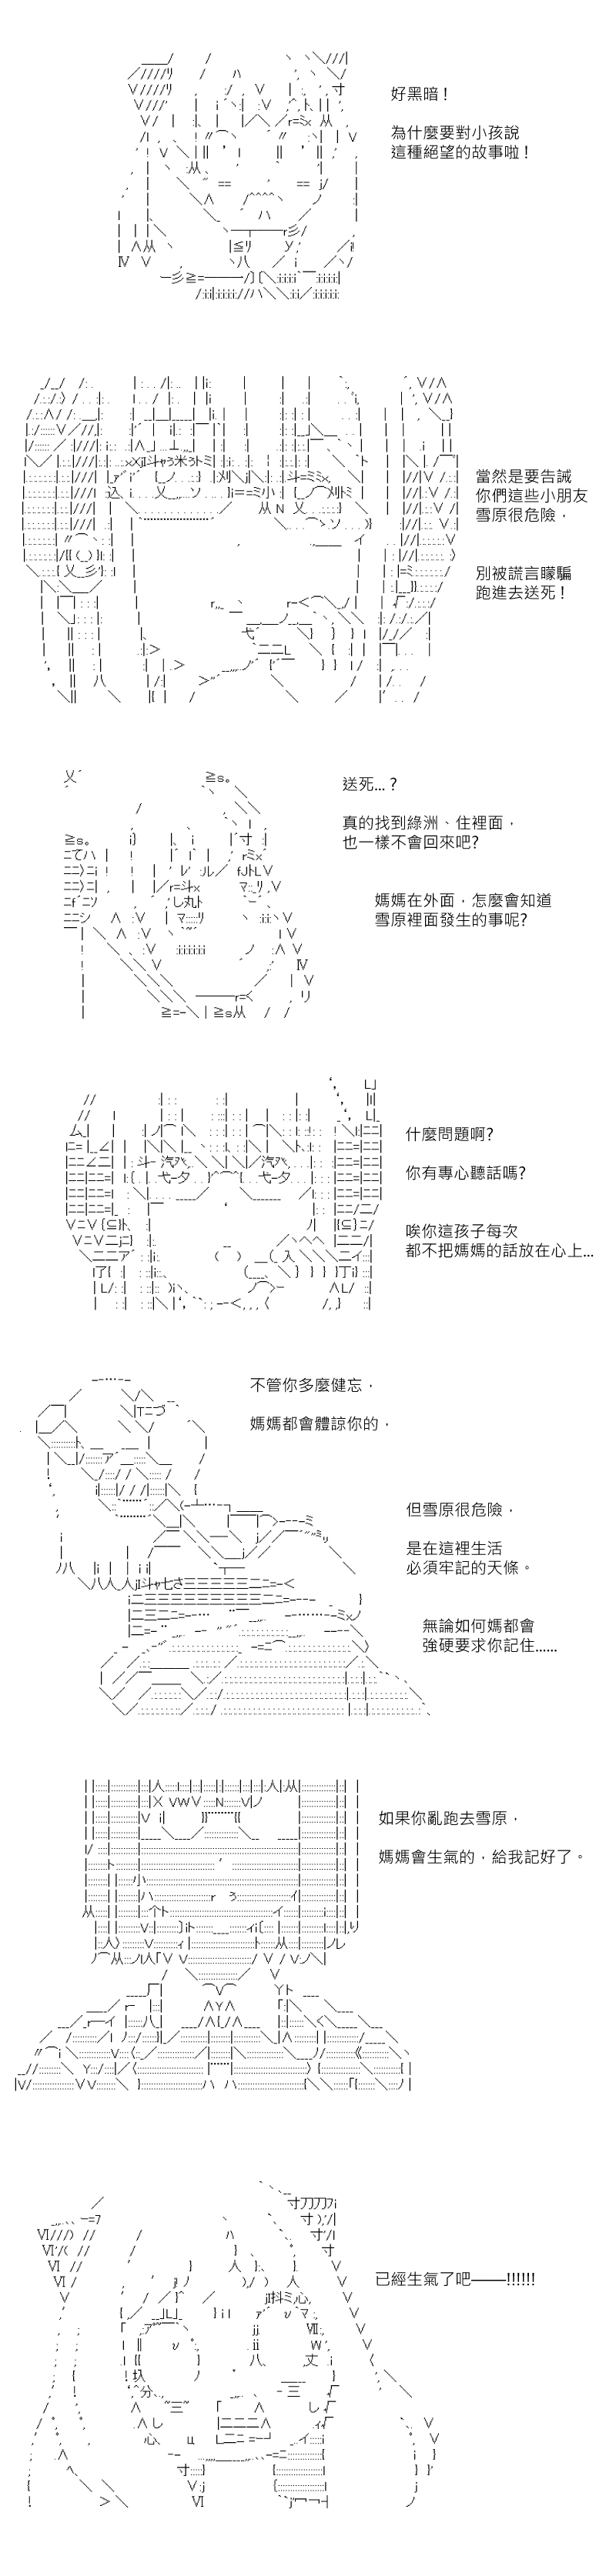 好黑暗！
為什麼要對小孩說
這種絕望的故事啦！
當然是要告誡
你們這些小朋友
雪原很危險，
別被謊言矇騙
跑進去送死！
送死...？
真的找到綠洲、住裡面，
也一樣不會回來吧?
媽媽在外面，怎麼會知道
雪原裡面發生的事呢?
什麼問題啊?
你有專心聽話嗎?
唉你這孩子每次
都不把媽媽的話放在心上...
不管你多麼健忘，
媽媽都會體諒你的，
但雪原很危險，
是在這裡生活
必須牢記的天條。
無論如何媽都會
強硬要求你記住......
如果你亂跑去雪原，
媽媽會生氣的，給我記好了。
已經生氣了吧───!!!!!!